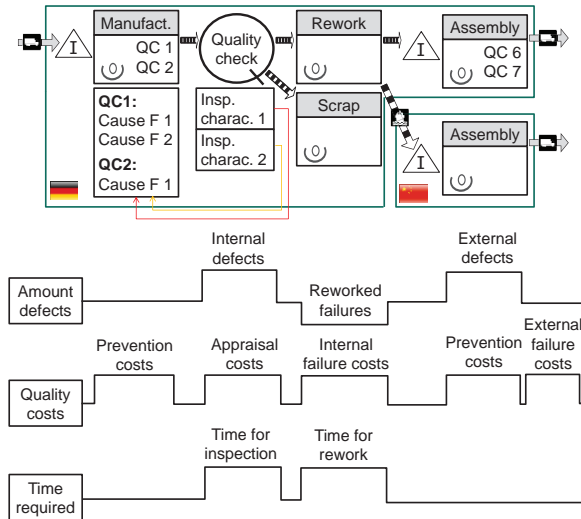 Manufact.
QC 1
QC 2
I
Quality
check
Rework
I
Assembly
QC 6
QC 7
QC1:
Cause F 1
Cause F 2
QC2:
Cause F 1
Insp.
charac. 1
Insp.
charac. 2
Scrap
I
Assembly
Internal
defects
External
defects
Amount
defects
Reworked
failures
Prevention
costs
Appraisal
costs
Internal
failure costs
Prevention
costs
External
failure
costs
Quality
costs
Time for
inspection
Time for
rework
Time
required